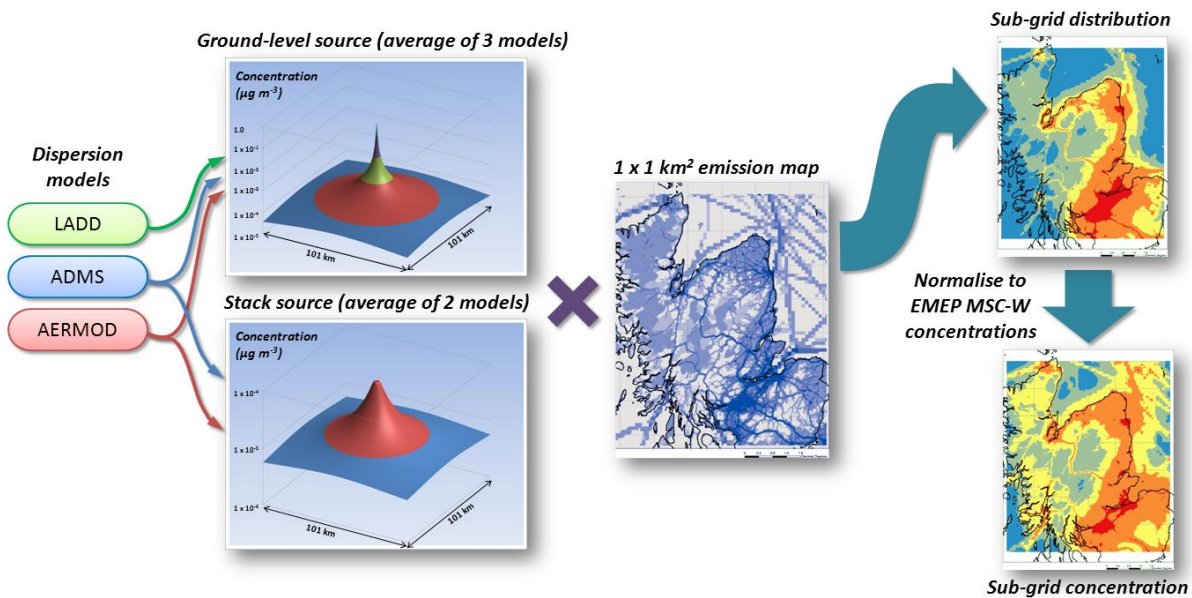 Dispersion
models
LADD
ADMS
AERMOD
Ground-level source (average of 3 models)
Concentration
(µg m⁻³)
1.0
1 x 10⁻¹
1 x 10⁻²
1 x 10⁻³
1 x 10⁻⁴
1 x 10⁻⁵
101 km
101 km
Stack source (average of 2 models)
Concentration
(µg m⁻³)
1 x 10⁻⁴
1 x 10⁻⁵
1 x 10⁻⁶
101 km
101 km
1 x 1 km² emission map
Sub-grid distribution
Normalise to
EMEP MSC-W
concentrations
Sub-grid concentration